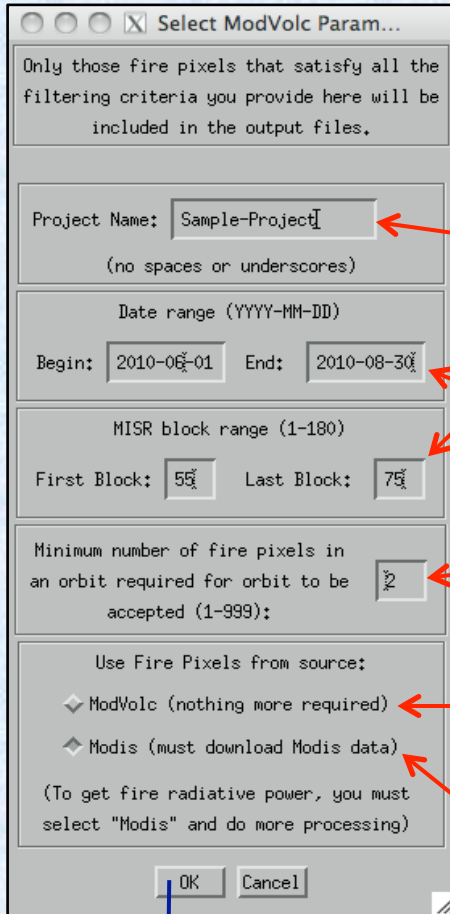 Select ModVolc Param...
Only those fire pixels that satisfy all the
filtering criteria you provide here will be
included in the output files.
Project Name: Sample-Project
(no spaces or underscores)
Date range (YYYY-MM-DD)
Begin: 2010-06-01 End: 2010-08-30
MISR block range (1-180)
First Block: 55 Last Block: 75
Minimum number of fire pixels in
an orbit required for orbit to be
accepted (1-999): 2
Use Fire Pixels from source:
ModVolc (nothing more required)
Modis (must download Modis data)
(To get fire radiative power, you must
select "Modis" and do more processing)
OK Cancel